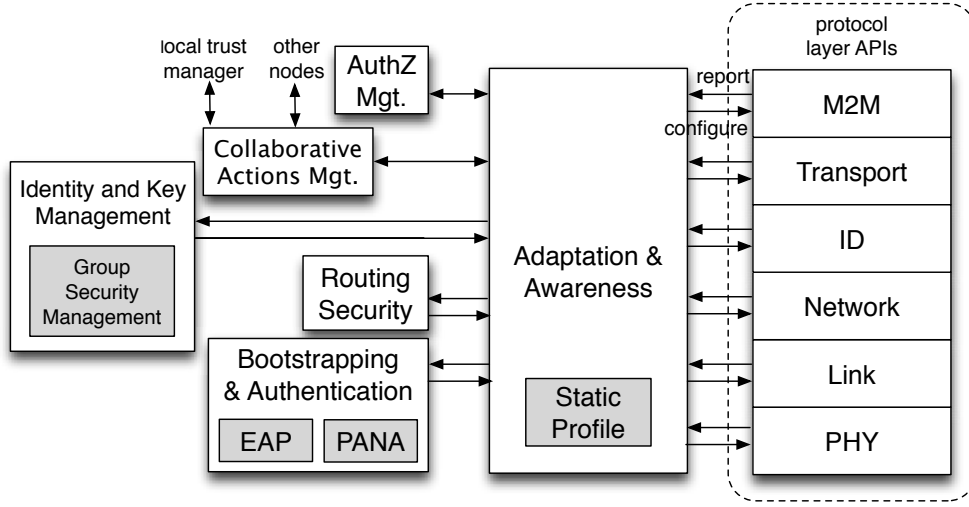 local trust
manager
other
nodes
AuthZ
Mgt.
Collaborative
Actions Mgt.
Identity and Key
Management
Group
Security
Management
Routing
Security
Bootstrapping
& Authentication
EAP
PANA
Adaptation &
Awareness
Static
Profile
report
configure
protocol
layer APIs
M2M
Transport
ID
Network
Link
PHY